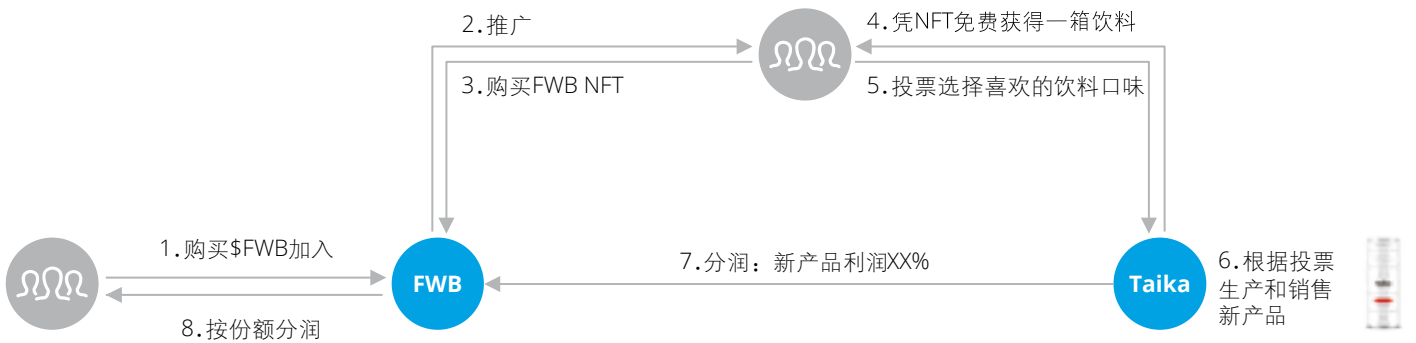 2.推广
4.凭NFT免费获得一箱饮料
3.购买FWB NFT
5.投票选择喜欢的饮料口味
1.购买$FWB加入
FWB
8.按份额分润
7.分润：新产品利润XX%
Taika
6.根据投票
生产和销售
新产品